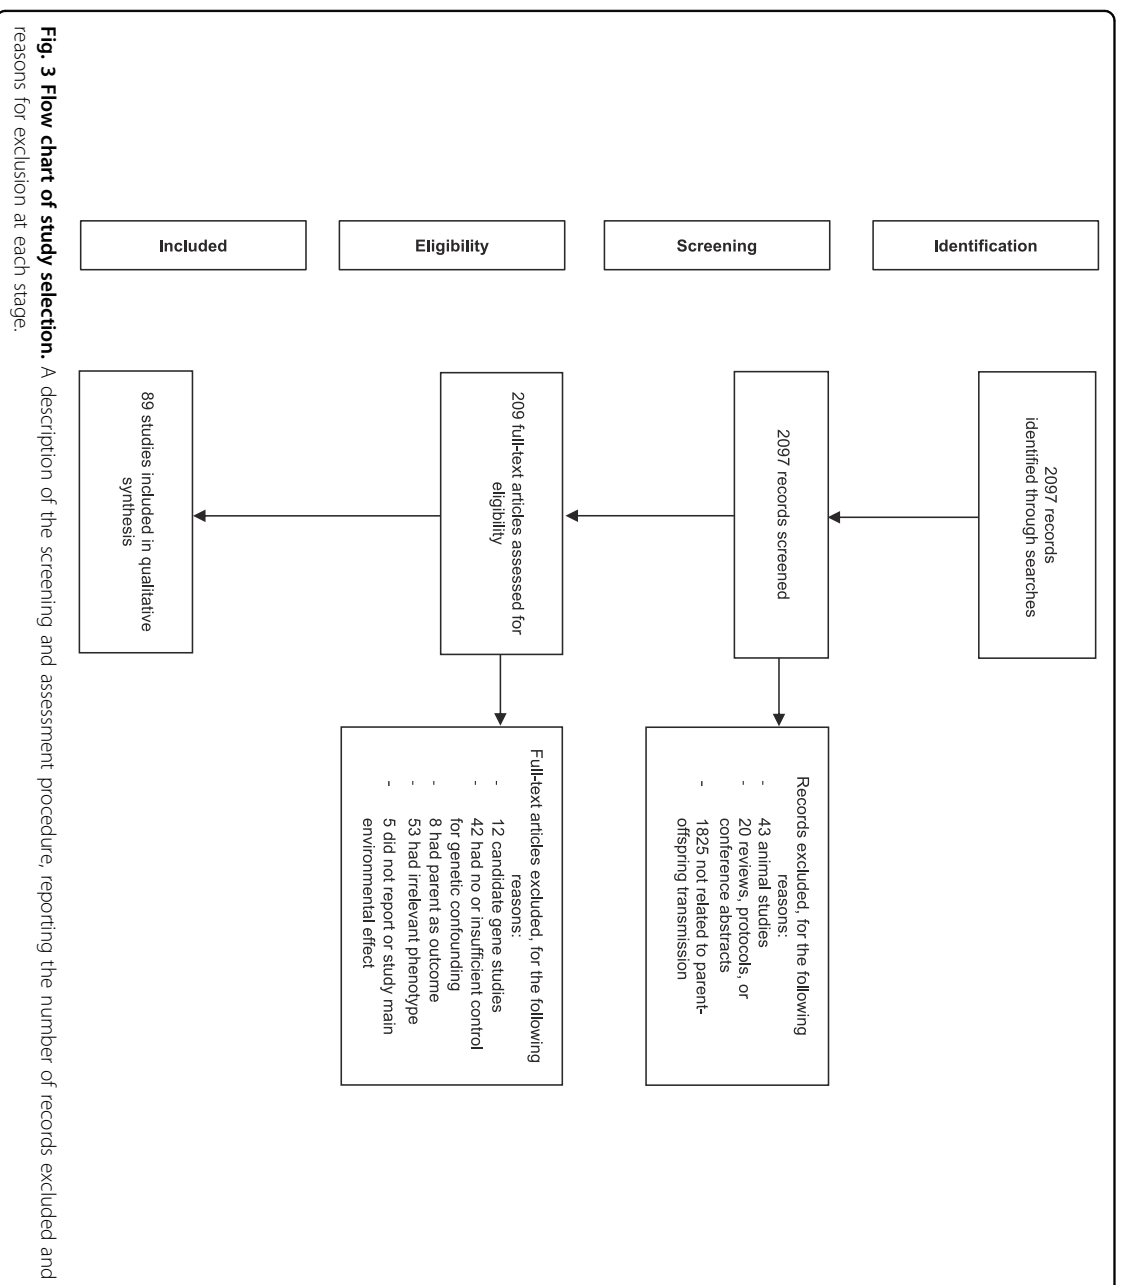 Identification
2097 records
identified through searches
Screening
2097 records screened
Records excluded, for the following
reasons:
- 43 animal studies
- 20 reviews, protocols, or
conference abstracts
- 1825 not related to parent-
offspring transmission
Eligibility
209 full-text articles assessed for
eligibility
Full-text articles excluded, for the following
reasons:
- 12 candidate gene studies
- 42 had no or insufficient control
for genetic confounding
- 8 had parent as outcome
- 53 had irrelevant phenotype
- 5 did not report or study main
environmental effect
Included
89 studies included in qualitative
synthesis
Fig. 3 Flow chart of study selection. A description of the screening and assessment procedure, reporting the number of records excluded and
reasons for exclusion at each stage.